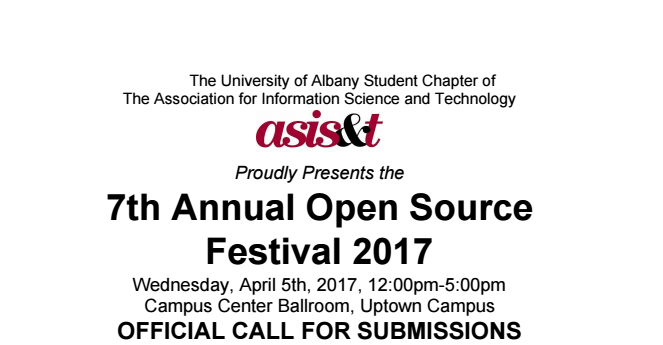 The University of Albany Student Chapter of
The Association for Information Science and Technology
asis&t
Proudly Presents the
7th Annual Open Source
Festival 2017
Wednesday, April 5th, 2017, 12:00pm-5:00pm
Campus Center Ballroom, Uptown Campus
OFFICIAL CALL FOR SUBMISSIONS